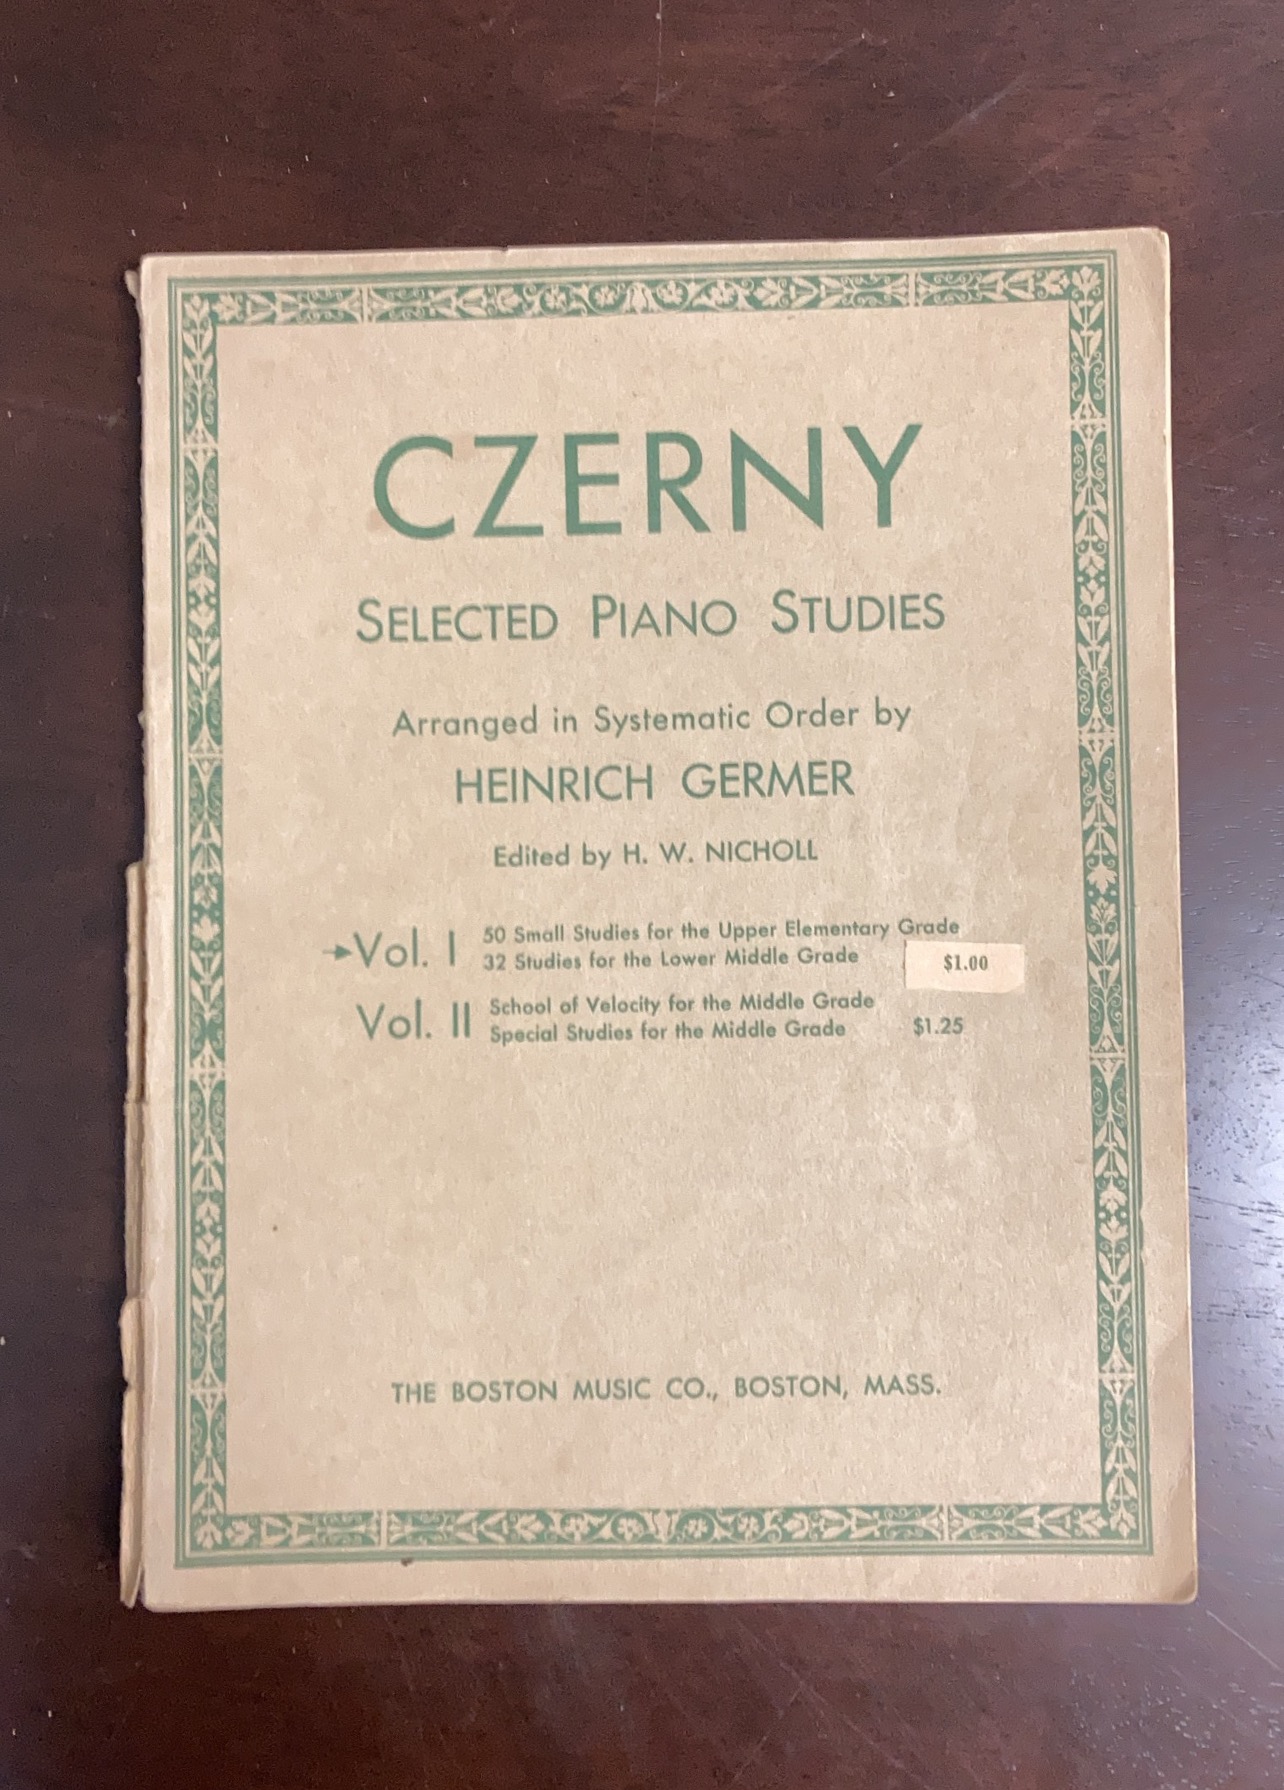 CZERNY
SELECTED PIANO STUDIES
Arranged in Systematic Order by
HEINRICH GERMER
Edited by H. W. NICHOLL
→Vol. I 50 Small Studies for the Upper Elementary Grade
32 Studies for the Lower Middle Grade $1.00
Vol. II School of Velocity for the Middle Grade
Special Studies for the Middle Grade $1.25
THE BOSTON MUSIC CO., BOSTON, MASS.